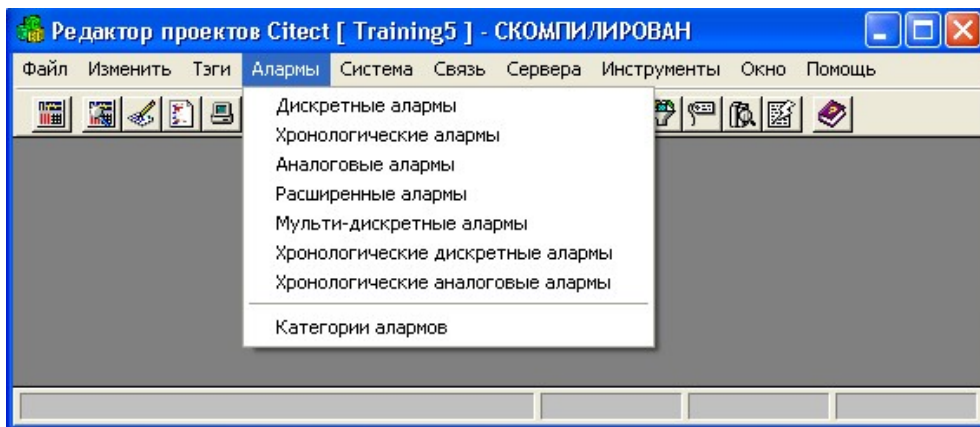 Редактор проектов Citect [ Training5 ] - СКОМПИЛИРОВАН
Файл Изменить Тэги Алармы Система Связь Сервера Инструменты Окно Помощь
Дискретные алармы
Хронологические алармы
Аналоговые алармы
Расширенные алармы
Мульти-дискретные алармы
Хронологические дискретные алармы
Хронологические аналоговые алармы
Категории алармов